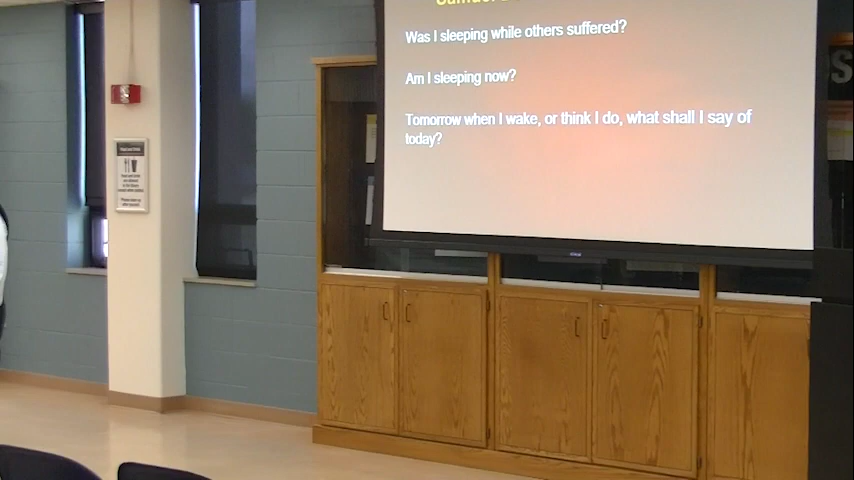 Was I sleeping while others suffered?
Am I sleeping now?
Tomorrow when I wake, or think I do, what shall I say of
today?